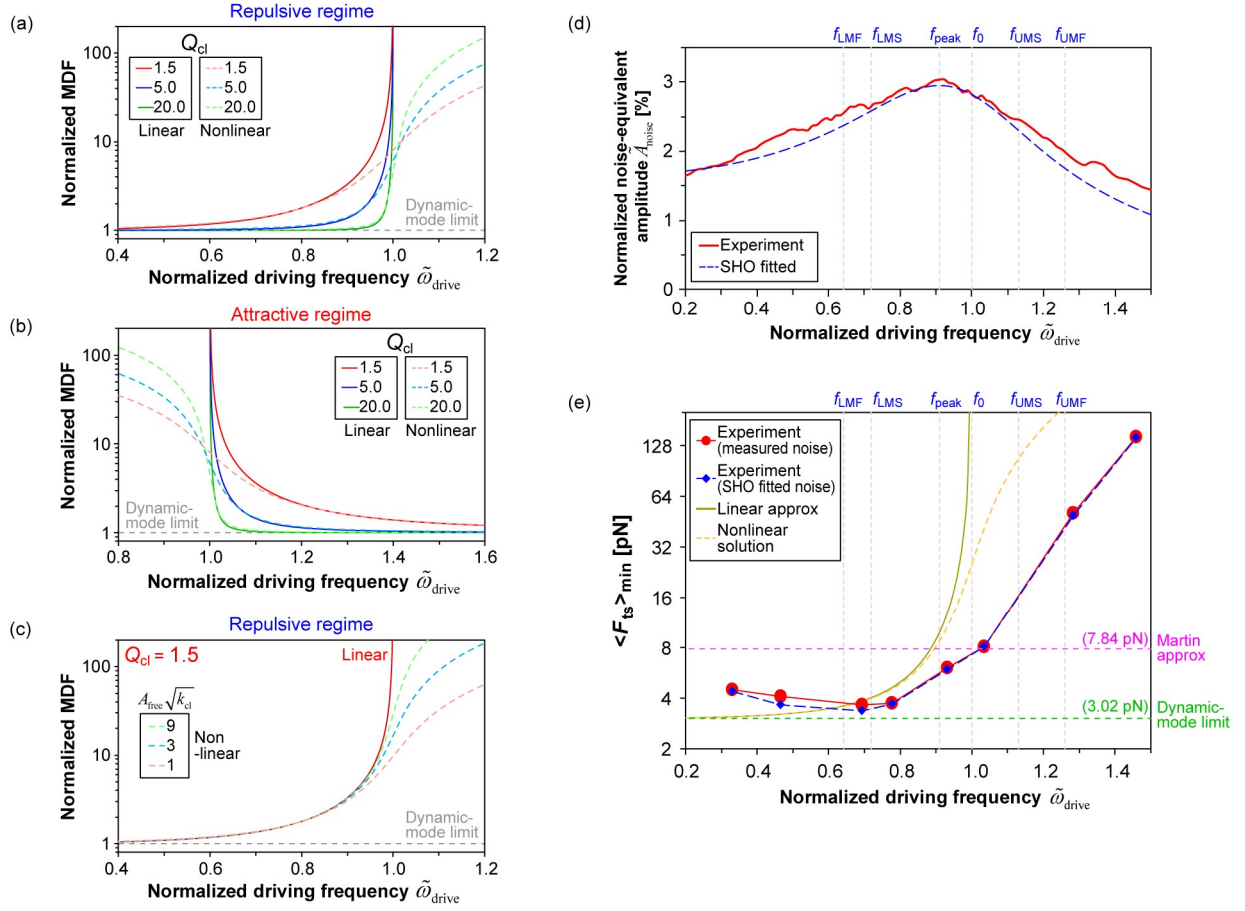 (a)
Repulsive regime
Normalized MDF
100
10
1
Q_cl
1.5 1.5
5.0 5.0
20.0 20.0
Linear Nonlinear
Dynamic-
mode limit
0.4 0.6 0.8 1.0 1.2
Normalized driving frequency ω̃_drive
(b)
Attractive regime
Normalized MDF
100
10
1
Q_cl
1.5 1.5
5.0 5.0
20.0 20.0
Linear Nonlinear
Dynamic-
mode limit
0.8 1.0 1.2 1.4 1.6
Normalized driving frequency ω̃_drive
(c)
Repulsive regime
Normalized MDF
100
10
1
Q_cl = 1.5
Linear
A_free √k_cl
9
3
1
Non
-linear
Dynamic-
mode limit
0.4 0.6 0.8 1.0 1.2
Normalized driving frequency ω̃_drive
(d)
f_LMF f_LMS f_peak f_0 f_UMS f_UMF
Normalized noise-equivalent
amplitude Ã_noise [%]
4
3
2
1
0
Experiment
SHO fitted
0.2 0.4 0.6 0.8 1.0 1.2 1.4
Normalized driving frequency ω̃_drive
(e)
f_LMF f_LMS f_peak f_0 f_UMS f_UMF
<F_ts>_min [pN]
128
64
32
16
8
4
2
Experiment
(measured noise)
Experiment
(SHO fitted noise)
Linear approx
Nonlinear
solution
(7.84 pN) Martin
approx
(3.02 pN) Dynamic-
mode limit
0.2 0.4 0.6 0.8 1.0 1.2 1.4
Normalized driving frequency ω̃_drive